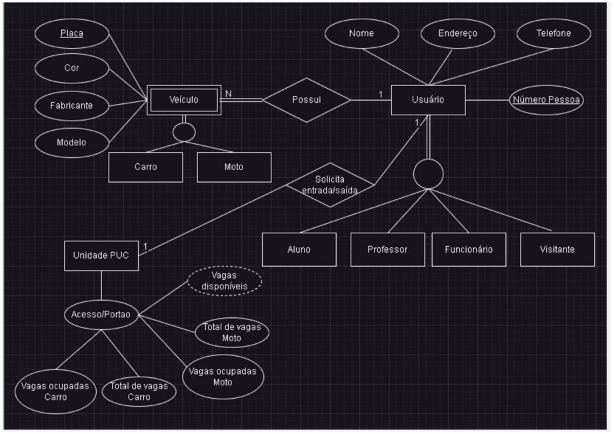 Placa
Nome
Endereço
Telefone
Cor
Fabricante
Veículo
N
Possui
1
Usuário
Número Pessoa
1
Modelo
Carro
Moto
Solicita
entrada/saída
Unidade PUC
1
Aluno
Professor
Funcionário
Visitante
Vagas
disponíveis
Acesso/Portao
Total de vagas
Moto
Vagas ocupadas
Carro
Total de vagas
Carro
Vagas ocupadas
Moto